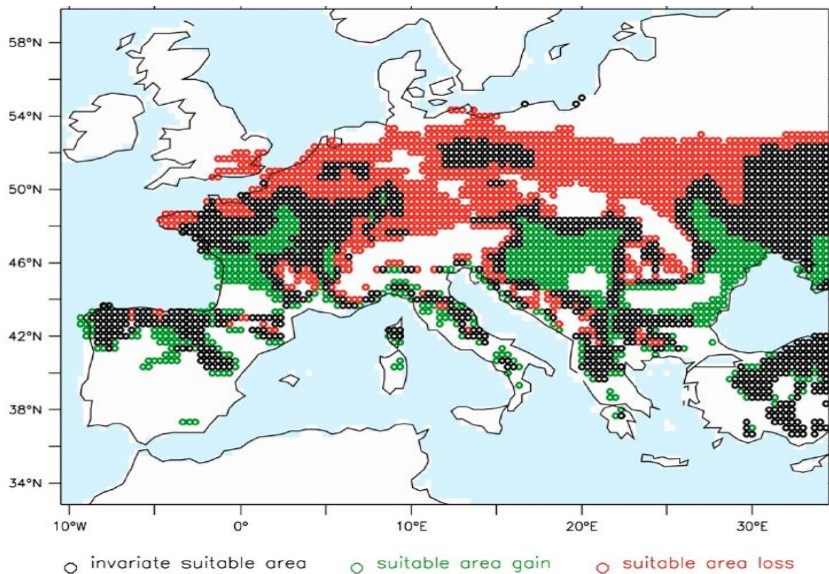 58°N
54°N
50°N
46°N
42°N
38°N
34°N
10°W 0° 10°E 20°E 30°E
invariate suitable area suitable area gain suitable area loss